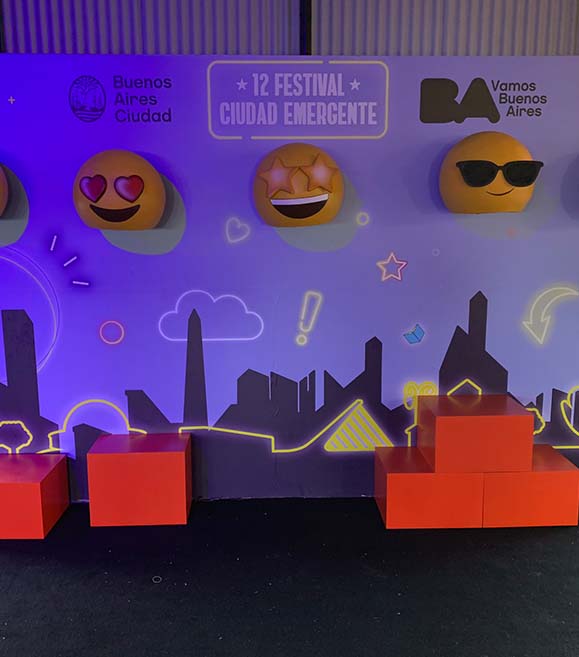 Buenos
Aires
Ciudad
12 FESTIVAL
CIUDAD EMERGENTE
BA
Vamos
Buenos
Aires